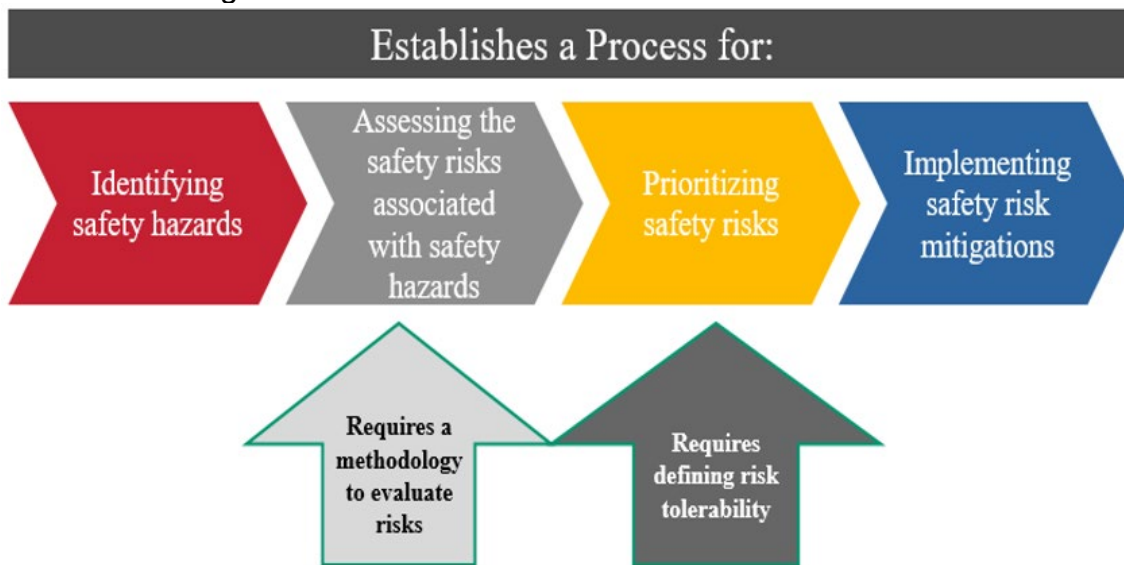 Establishes a Process for:
Identifying
safety hazards
Assessing the
safety risks
associated
with safety
hazards
Prioritizing
safety risks
Implementing
safety risk
mitigations
Requires a
methodology
to evaluate
risks
Requires
defining risk
tolerability